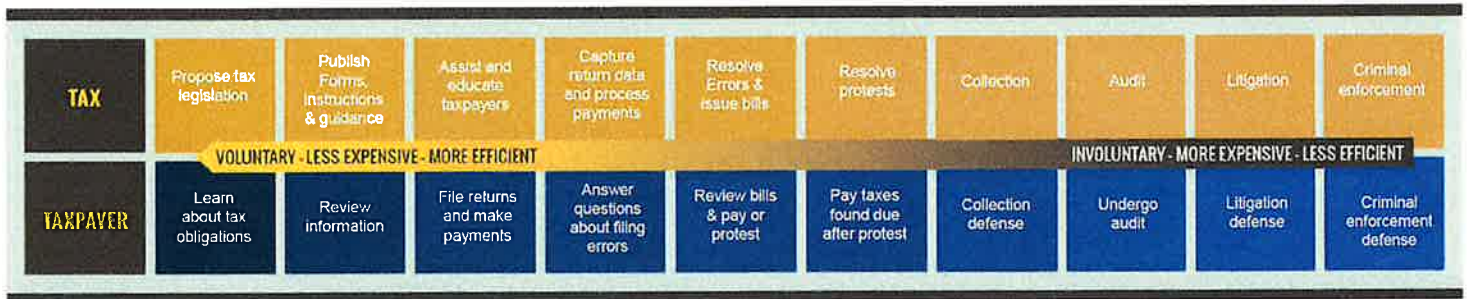 TAX
Propose tax
legislation
Publish
Forms,
instructions
& guidance
Assist and
educate
taxpayers
Capture
return data
and process
payments
Resolve
Errors &
issue bills
Resolve
protests
Collection
Audit
Litigation
Criminal
enforcement
VOLUNTARY - LESS EXPENSIVE - MORE EFFICIENT
INVOLUNTARY - MORE EXPENSIVE - LESS EFFICIENT
TAXPAYER
Learn
about tax
obligations
Review
information
File returns
and make
payments
Answer
questions
about filing
errors
Review bills
& pay or
protest
Pay taxes
found due
after protest
Collection
defense
Undergo
audit
Litigation
defense
Criminal
enforcement
defense